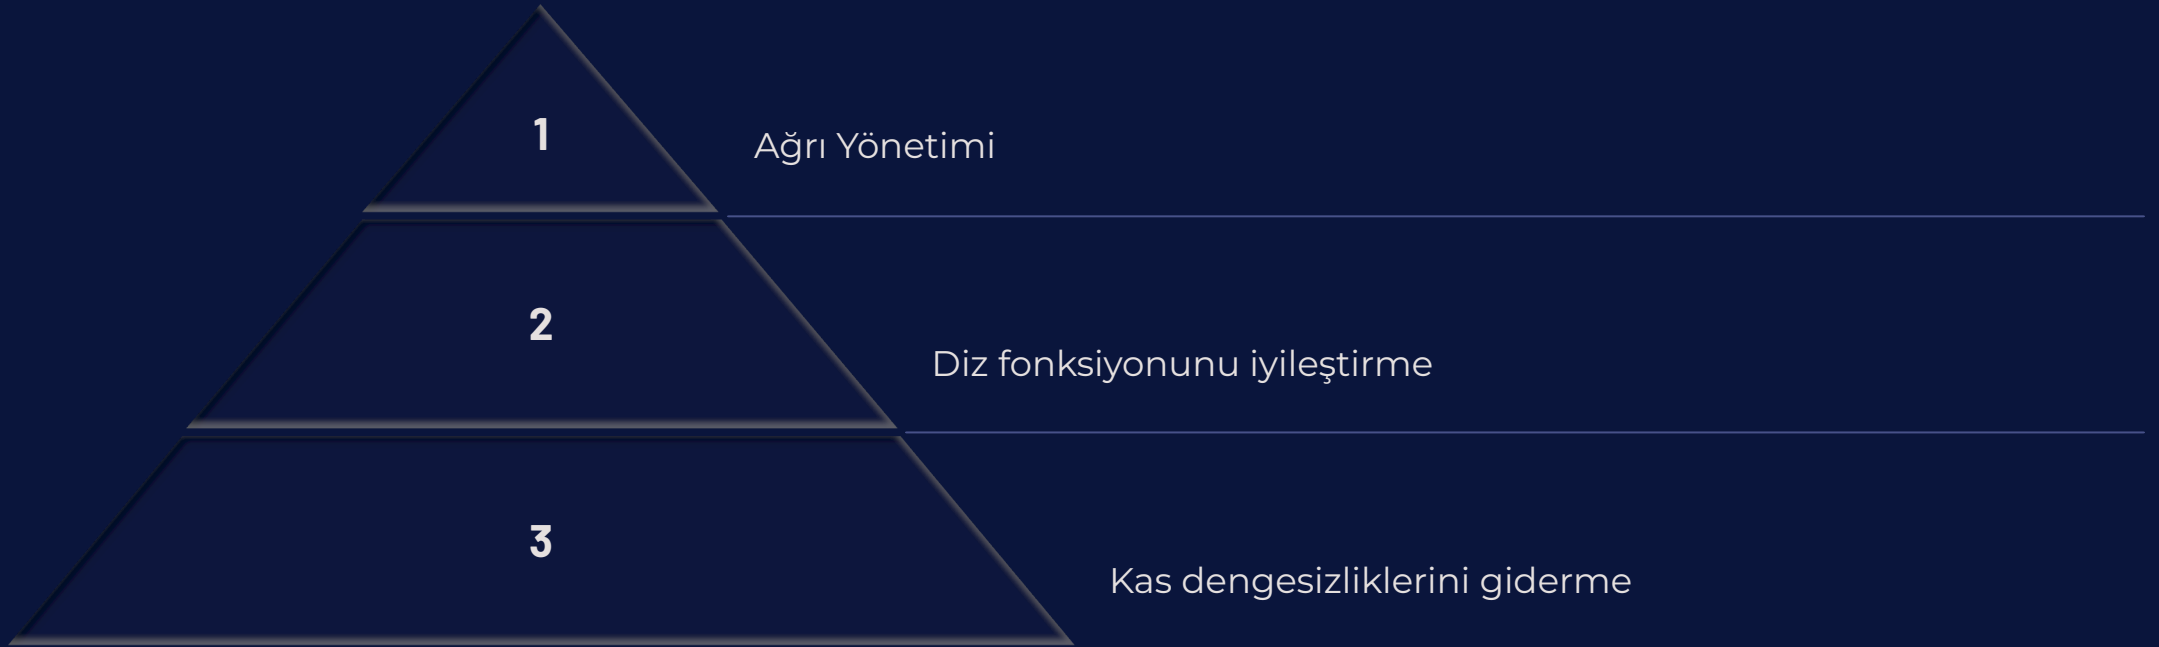 1
Ağrı Yönetimi
2
Diz fonksiyonunu iyileştirme
3
Kas dengesizliklerini giderme